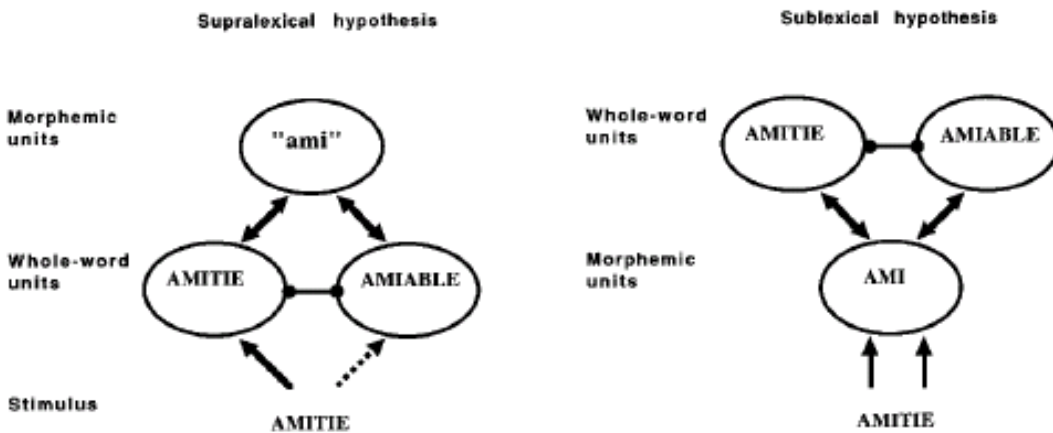 Supralexical hypothesis
Morphemic
units
"ami"
Whole-word
units
AMITIE
AMIABLE
Stimulus
AMITIE
Sublexical hypothesis
Whole-word
units
AMITIE
AMIABLE
Morphemic
units
AMI
AMITIE